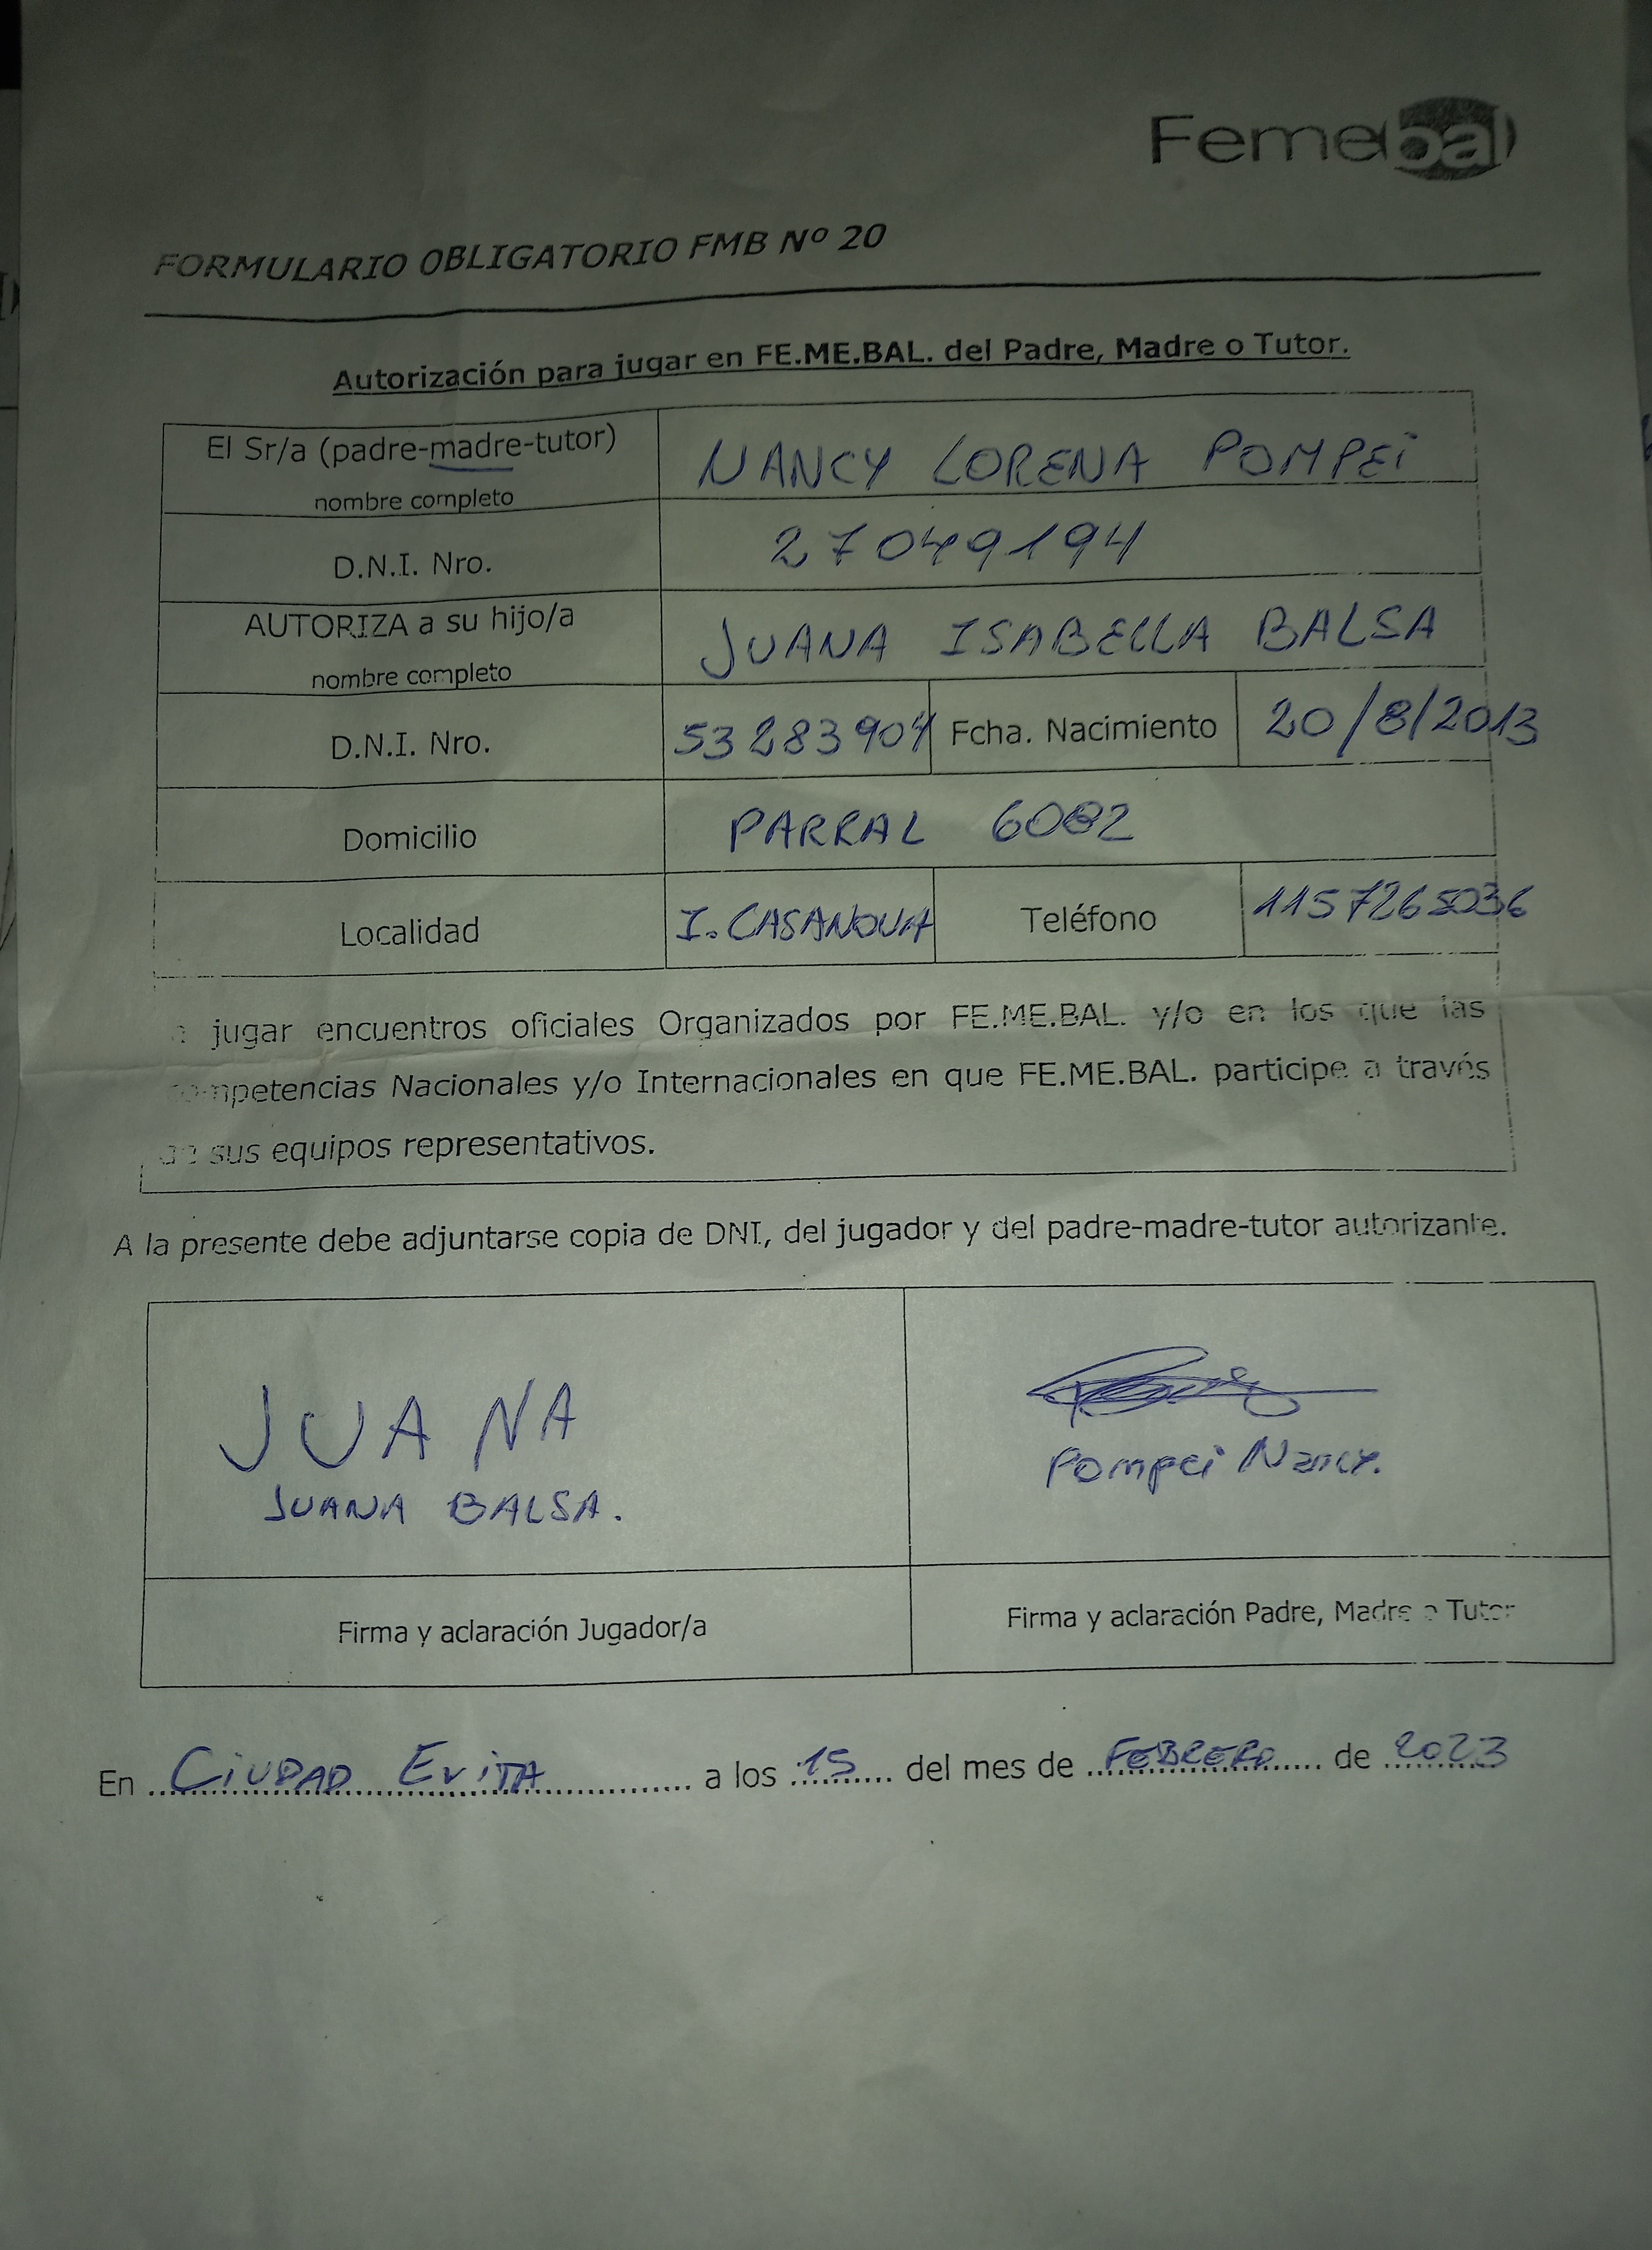 Femebal
FORMULARIO OBLIGATORIO FMB Nº 20
Autorización para jugar en FE.ME.BAL. del Padre, Madre o Tutor.
El Sr/a (padre-madre-tutor) NANCY LORENA POMPEi
nombre completo
D.N.I. Nro. 27049194
AUTORIZA a su hijo/a JUANA ISABELLA BALSA
nombre completo
D.N.I. Nro. 53283904 Fcha. Nacimiento 20/8/2013
Domicilio PARRAL 6082
Localidad I. CASANOVA Teléfono 1157265036
a jugar encuentros oficiales Organizados por FE.ME.BAL. y/o en los que las
competencias Nacionales y/o Internacionales en que FE.ME.BAL. participe a través
de sus equipos representativos.
A la presente debe adjuntarse copia de DNI, del jugador y del padre-madre-tutor autorizante.
JUANA
JUANA BALSA.
Pompei Nancy.
Firma y aclaración Jugador/a Firma y aclaración Padre, Madre o Tutor
En CiUDAD EviTA a los 15 del mes de FEBRERO de 2023